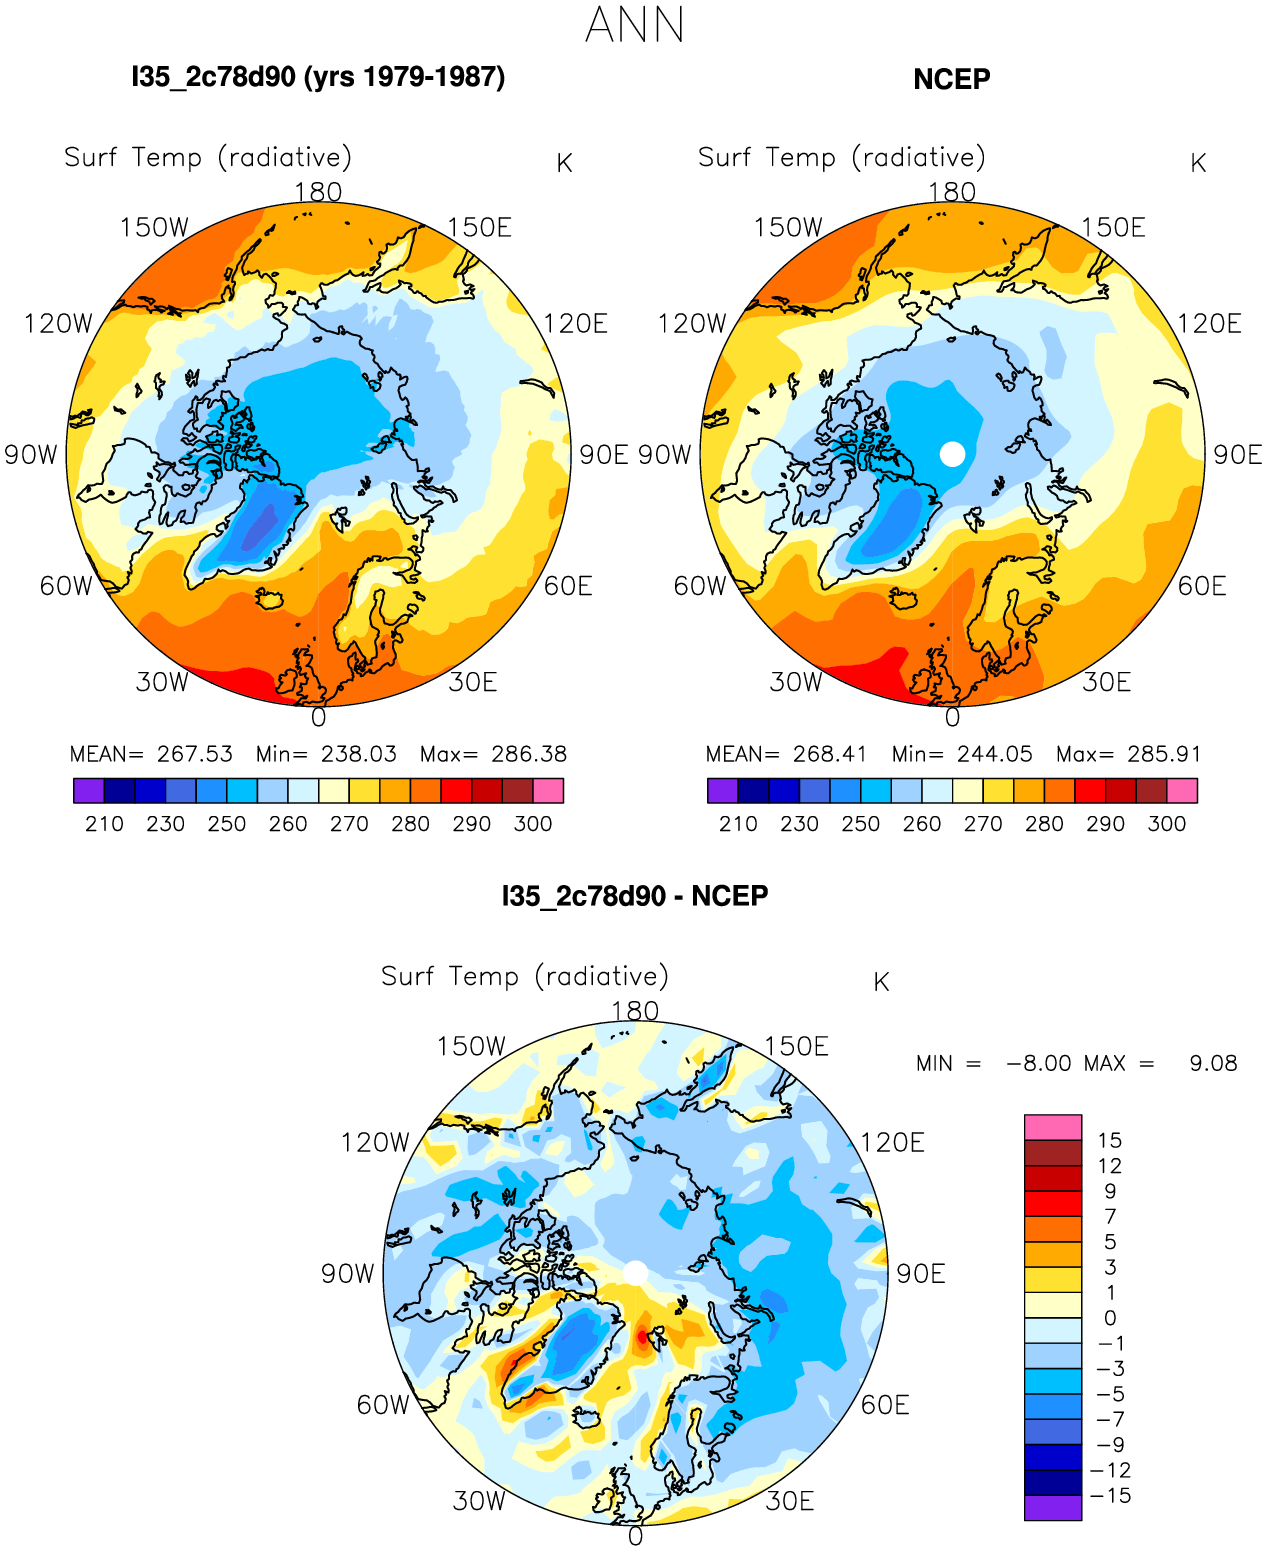 ANN
I35_2c78d90 (yrs 1979-1987)
NCEP
Surf Temp (radiative) K
Surf Temp (radiative) K
180
150W 150E
120W 120E
90W 90E
60W 60E
30W 30E
0
180
150W 150E
120W 120E
90W 90E
60W 60E
30W 30E
0
MEAN= 267.53 Min= 238.03 Max= 286.38
210 230 250 260 270 280 290 300
MEAN= 268.41 Min= 244.05 Max= 285.91
210 230 250 260 270 280 290 300
I35_2c78d90 - NCEP
Surf Temp (radiative) K
180
150W 150E
120W 120E
90W 90E
60W 60E
30W 30E
0
MIN = -8.00 MAX = 9.08
15
12
9
7
5
3
1
0
-1
-3
-5
-7
-9
-12
-15